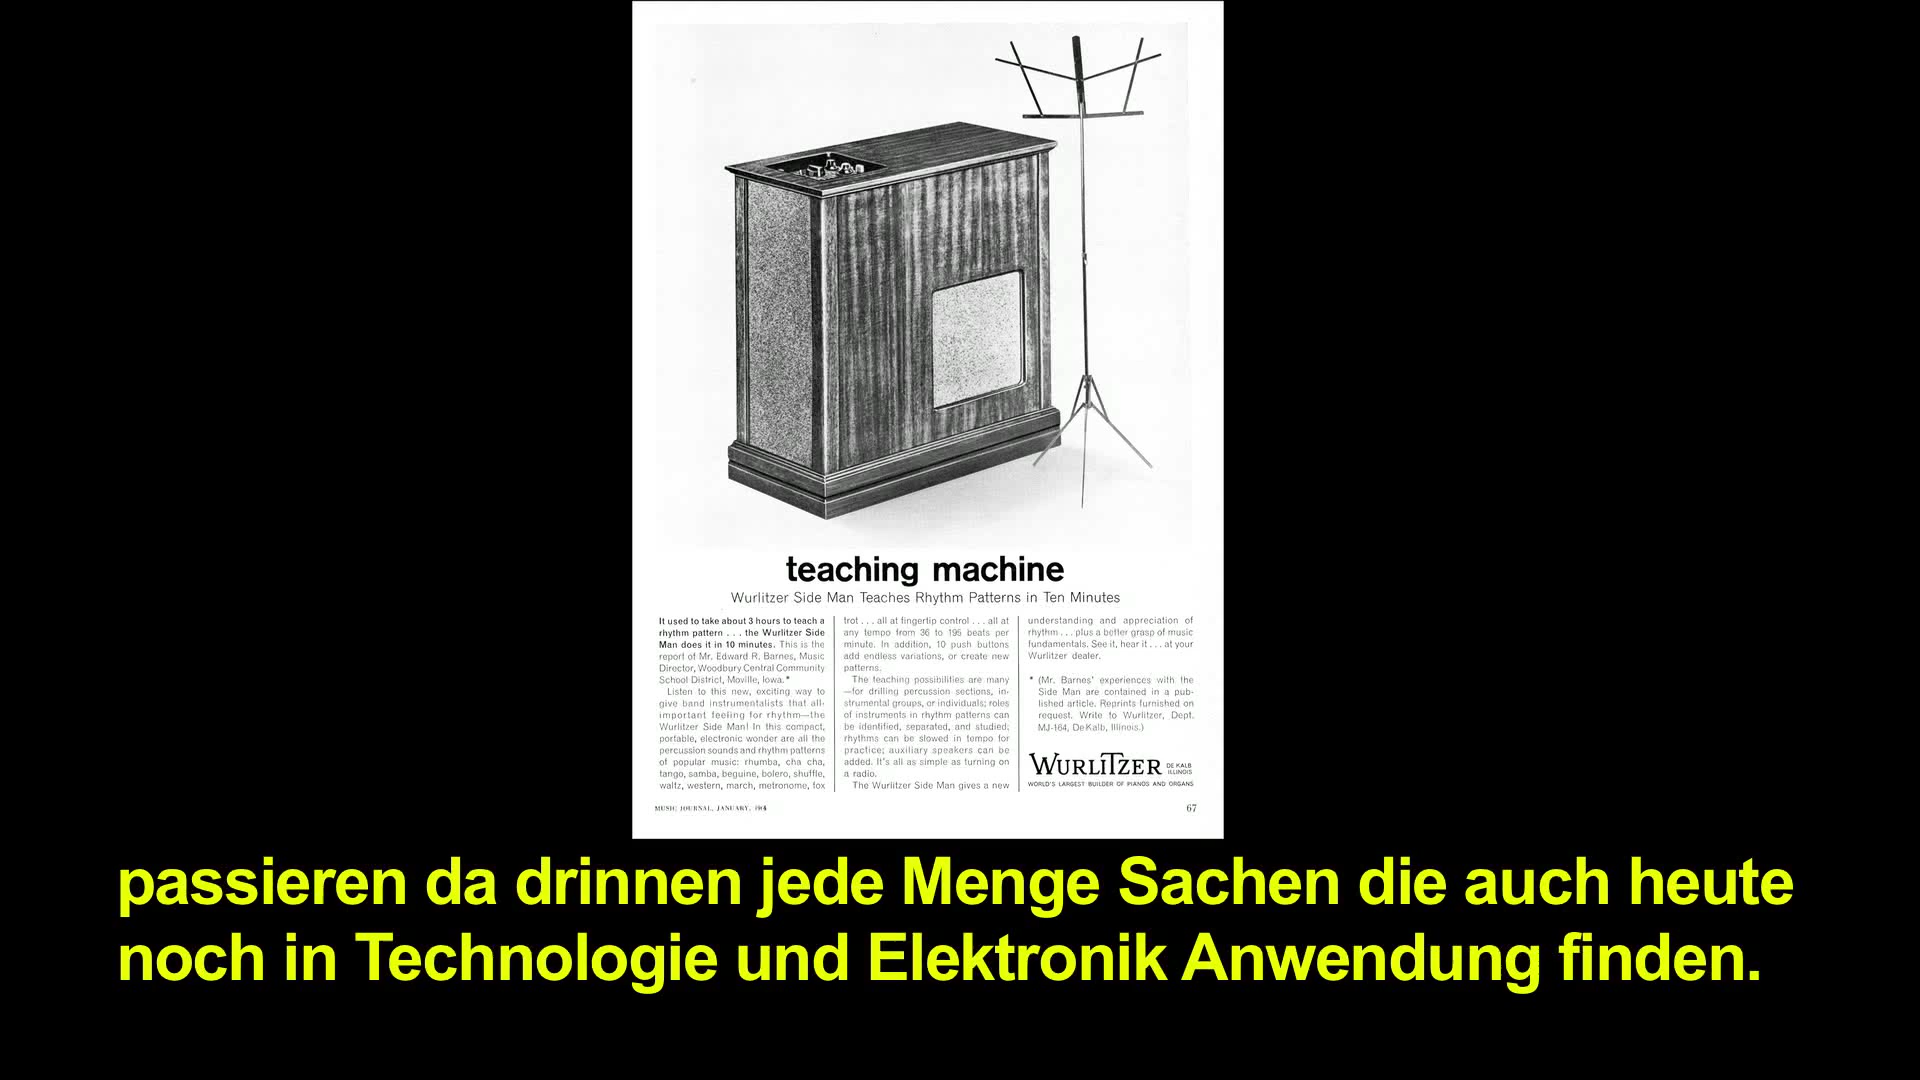 teaching machine
Wurlitzer Side Man Teaches Rhythm Patterns in Ten Minutes
It used to take about 3 hours to teach a
rhythm pattern . . . the Wurlitzer Side
Man does it in 10 minutes. This is the
report of Mr. Edward R. Barnes, Music
Director, Woodbury Central Community
School District, Moville, Iowa.*
Listen to this new, exciting way to
give band instrumentalists that all-
important feeling for rhythm—the
Wurlitzer Side Man! In this compact,
portable, electronic wonder are all the
percussion sounds and rhythm patterns
of popular music: rhumba, cha cha,
tango, samba, beguine, bolero, shuffle,
waltz, western, march, metronome, fox
trot . . . all at fingertip control . . . all at
any tempo from 36 to 195 beats per
minute. In addition, 10 push buttons
add endless variations, or create new
patterns.
The teaching possibilities are many
—for drilling percussion sections, in-
strumental groups, or individuals; roles
of instruments in rhythm patterns can
be identified, separated, and studied;
rhythms can be slowed in tempo for
practice; auxiliary speakers can be
added. It's all as simple as turning on
a radio.
The Wurlitzer Side Man gives a new
understanding and appreciation of
rhythm . . . plus a better grasp of music
fundamentals. See it, hear it . . . at your
Wurlitzer dealer.
* (Mr. Barnes' experiences with the
Side Man are contained in a pub-
lished article. Reprints furnished on
request. Write to Wurlitzer, Dept.
MJ-164, DeKalb, Illinois.)
WURLITZER DE KALB
ILLINOIS
WORLD'S LARGEST BUILDER OF PIANOS AND ORGANS
MUSIC JOURNAL, JANUARY, 1964
67
passieren da drinnen jede Menge Sachen die auch heute
noch in Technologie und Elektronik Anwendung finden.